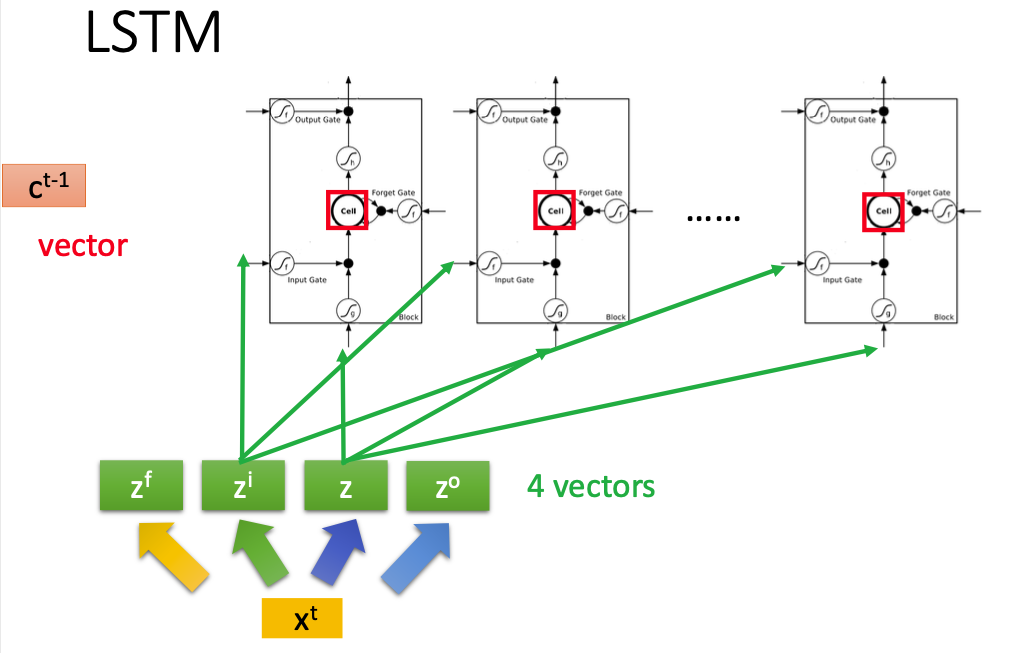 LSTM
c^t-1
vector
f
Output Gate
h
Forget Gate
Cell
f
f
Input Gate
g
Block
f
Output Gate
h
Forget Gate
Cell
f
f
Input Gate
g
Block
......
f
Output Gate
h
Forget Gate
Cell
f
f
Input Gate
g
Block
z^f
z^i
z
z^o
4 vectors
x^t